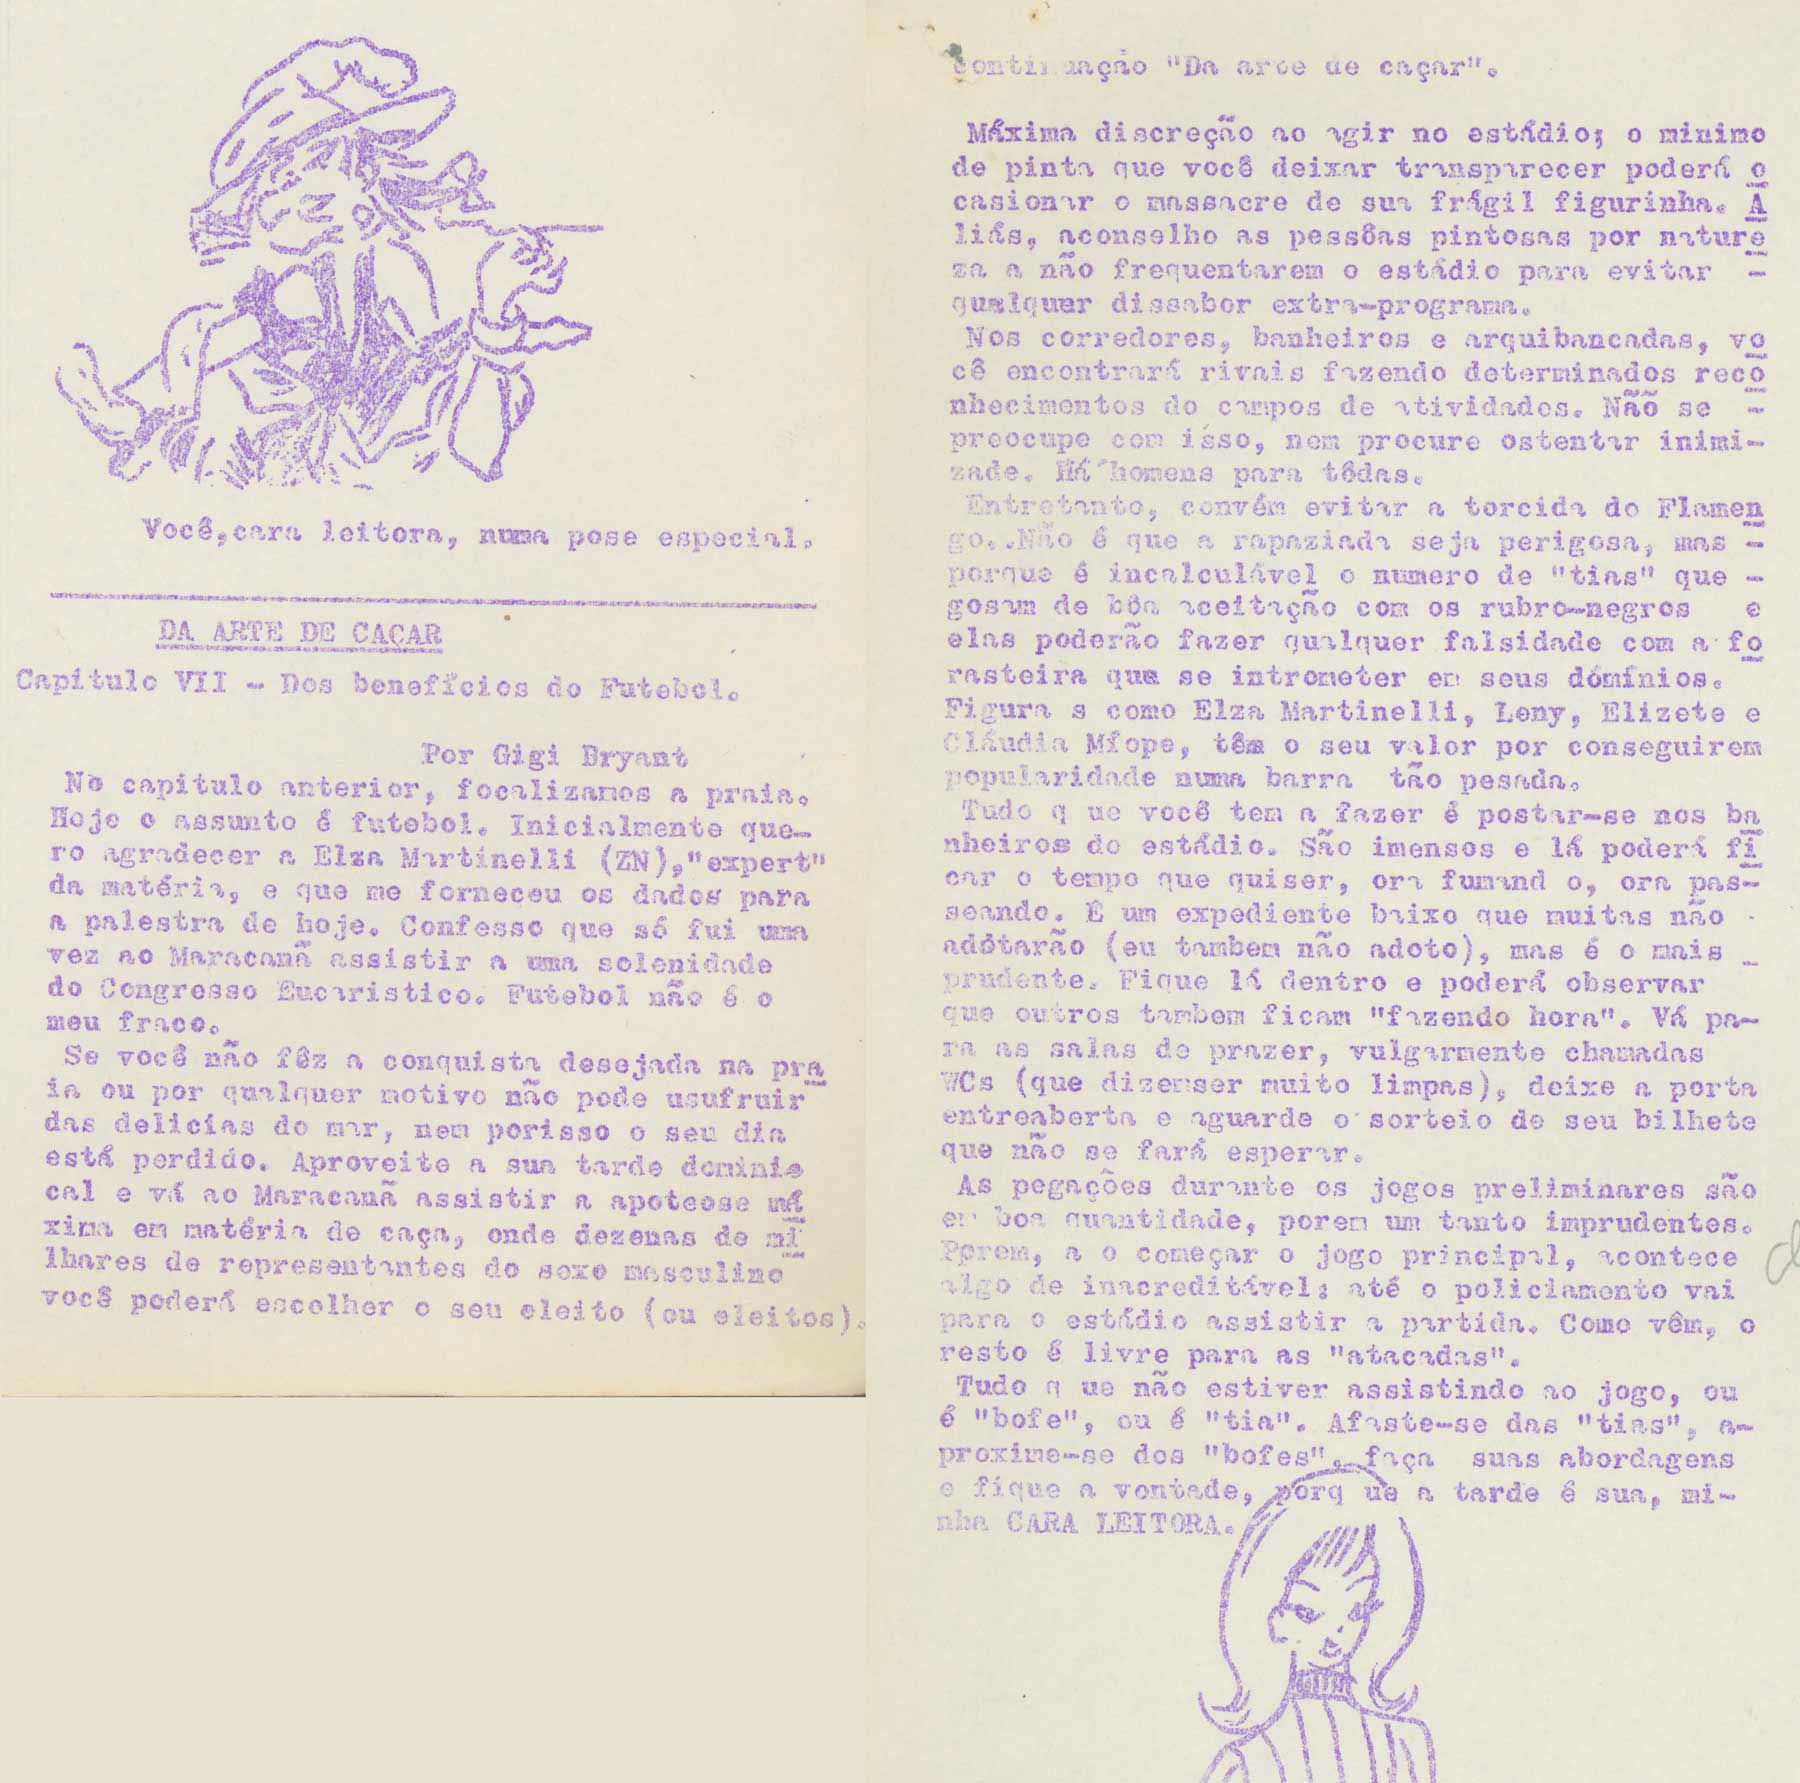 Você,cara leitora, numa pose especial.
DA ARTE DE CAÇAR
Capitulo VII - Dos benefícios do Futebol.
Por Gigi Bryant
No capitulo anterior, focalizamos a praia.
Hoje o assunto é futebol. Inicialmente que-
ro agradecer a Elza Martinelli (ZN),"expert"
da matéria, e que me forneceu os dados para
a palestra de hoje. Confesso que só fui uma
vez ao Maracanã assistir a uma solenidade
do Congresso Eucaristico. Futebol não é o
meu fraco.
Se você não fêz a conquista desejada na pra
ia ou por qualquer motivo não pode usufruir
das delicías do mar, nem porisso o seu dia
está perdido. Aproveite a sua tarde dominis
cal e vá ao Maracanã assistir a apoteose má
xima em matéria de caça, onde dezenas de mi
lhares de representantes do sexo masculino
você poderá escolher o seu eleito (ou eleitos).
continuação "Da arte de caçar".
Máxima discreção ao agir no estádio; o minimo
de pinta que você deixar transparecer poderá o
casionar o massacre de sua frágil figurinha. A
liás, aconselho as pessôas pintosas por nature
za a não frequentarem o estádio para evitar -
qualquer dissabor extra-programa.
Nos corredores, banheiros e arquibancadas, vo
cê encontrará rivais fazendo determinados reco
nhecimentos do campos de atividades. Não se -
preocupe com isso, nem procure ostentar inimi-
zade. Há homens para tôdas.
Entretanto, convém evitar a torcida do Flamen
go..Não é que a rapaziada seja perigosa, mas -
porque é incalculável o numero de "tias" que -
gosam de bôa aceitação com os rubro-negros e
elas poderão fazer qualquer falsidade com a fo
rasteira que se intrometer em seus dómínios.
Figura s como Elza Martinelli, Leny, Elizete e
Cláudia Míope, têm o seu valor por conseguirem
popularidade numa barra tão pesada.
Tudo q ue você tem a fazer é postar-se nos ba
nheiros do estádio. São imensos e lá poderá fi
car o tempo que quiser, ora fumand o, ora pas-
seando. É um expediente baixo que muitas não -
adótarão (eu tambem não adoto), mas é o mais _
prudente. Fique lá dentro e poderá observar
que outros tambem ficam "fazendo hora". Vá pa-
ra as salas de prazer, vulgarmente chamadas
WCs (que dizemser muito limpas), deixe a porta
entreaberta e aguarde o sorteio de seu bilhete
que não se fará esperar.
As pegações durante os jogos preliminares são
em boa quantidade, porem um tanto imprudentes.
Porem, a o começar o jogo principal, acontece
algo de inacreditável: até o policiamento vai
para o estádio assistir a partida. Como vêm, o
resto é livre para as "atacadas".
Tudo q ue não estiver assistindo ao jogo, ou
é "bofe", ou é "tia". Afaste-se das "tias", a-
proxime-se dos "bofes", faça suas abordagens
e fique a vontade, porq ue a tarde é sua, mi-
nha CARA LEITORA.